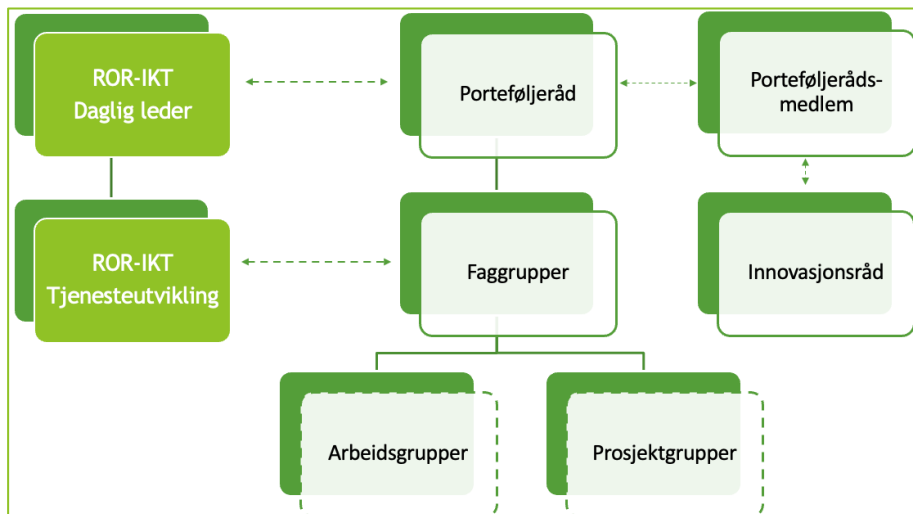 ROR-IKT
Daglig leder
Porteføljeråd
Porteføljeråds-
medlem
ROR-IKT
Tjenesteutvikling
Faggrupper
Innovasjonsråd
Arbeidsgrupper
Prosjektgrupper